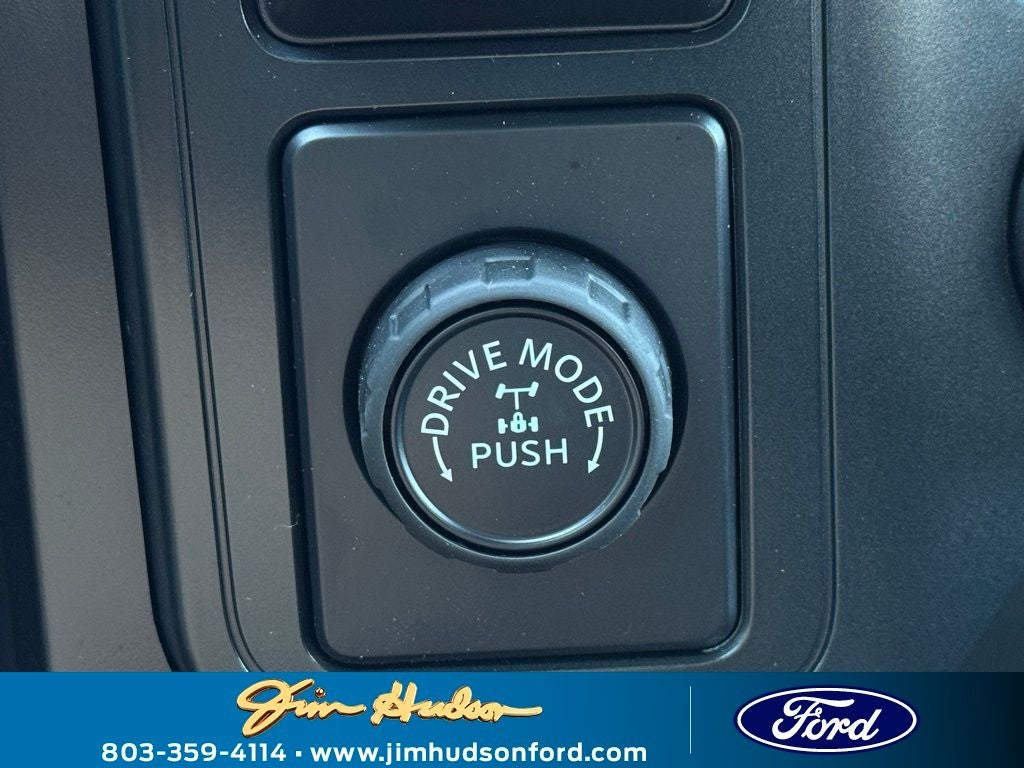 DRIVE MODE
PUSH
Jim Hudson
Ford
803-359-4114 • www.jimhudsonford.com